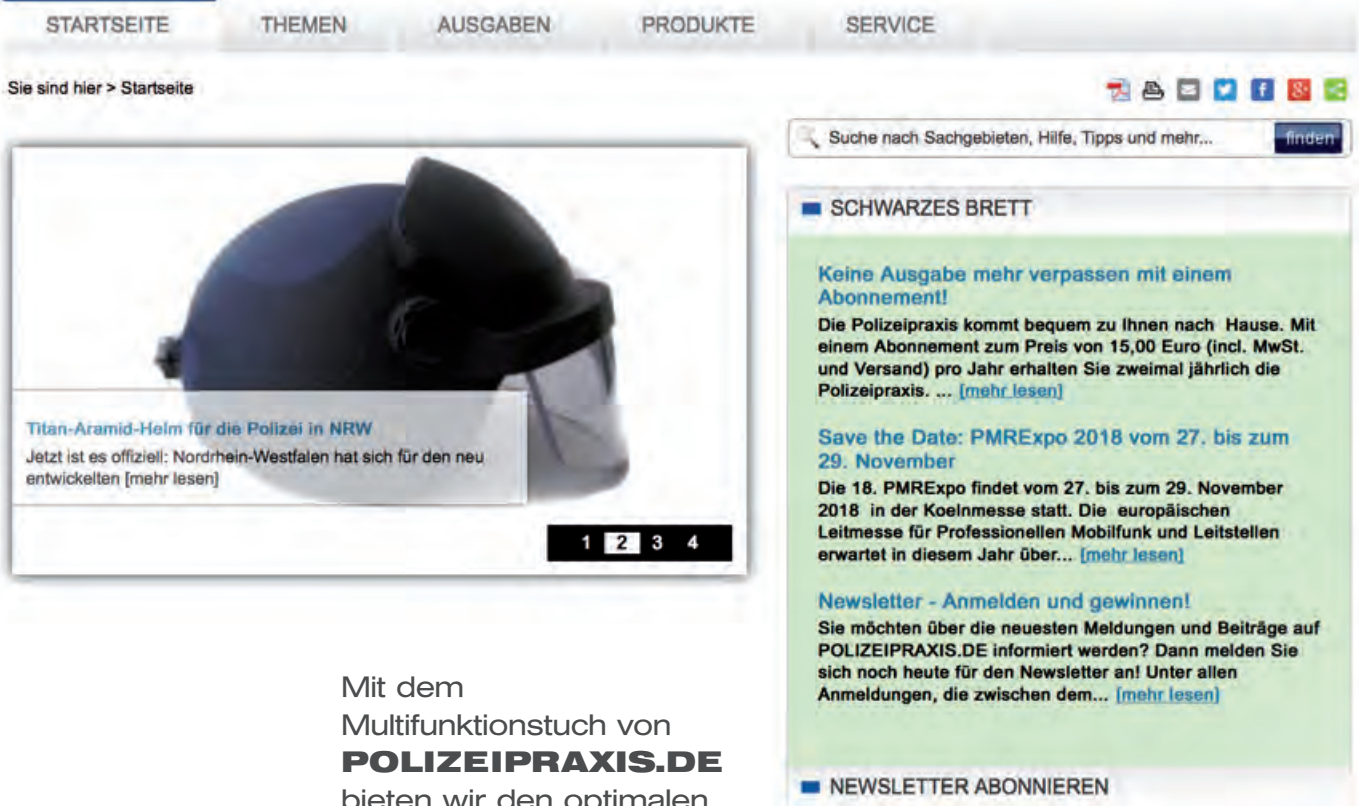 STARTSEITE THEMEN AUSGABEN PRODUKTE SERVICE
Sie sind hier > Startseite
Suche nach Sachgebieten, Hilfe, Tipps und mehr... finden
Titan-Aramid-Helm für die Polizei in NRW
Jetzt ist es offiziell: Nordrhein-Westfalen hat sich für den neu
entwickelten [mehr lesen]
1 2 3 4
SCHWARZES BRETT
Keine Ausgabe mehr verpassen mit einem
Abonnement!
Die Polizeipraxis kommt bequem zu Ihnen nach Hause. Mit
einem Abonnement zum Preis von 15,00 Euro (incl. MwSt.
und Versand) pro Jahr erhalten Sie zweimal jährlich die
Polizeipraxis. ... [mehr lesen]
Save the Date: PMRExpo 2018 vom 27. bis zum
29. November
Die 18. PMRExpo findet vom 27. bis zum 29. November
2018 in der Koelnmesse statt. Die europäischen
Leitmesse für Professionellen Mobilfunk und Leitstellen
erwartet in diesem Jahr über... [mehr lesen]
Newsletter - Anmelden und gewinnen!
Sie möchten über die neuesten Meldungen und Beiträge auf
POLIZEIPRAXIS.DE informiert werden? Dann melden Sie
sich noch heute für den Newsletter an! Unter allen
Anmeldungen, die zwischen dem... [mehr lesen]
NEWSLETTER ABONNIEREN
Mit dem
Multifunktionstuch von
POLIZEIPRAXIS.DE
bieten wir den optimalen